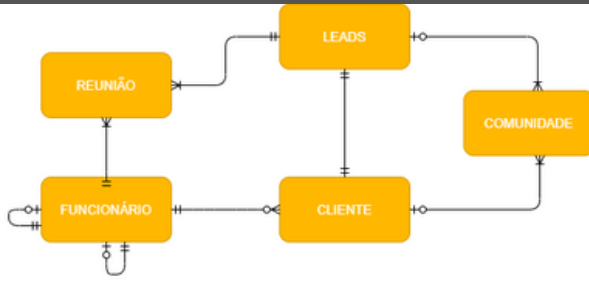 LEADS
REUNIÃO
COMUNIDADE
FUNCIONÁRIO
CLIENTE